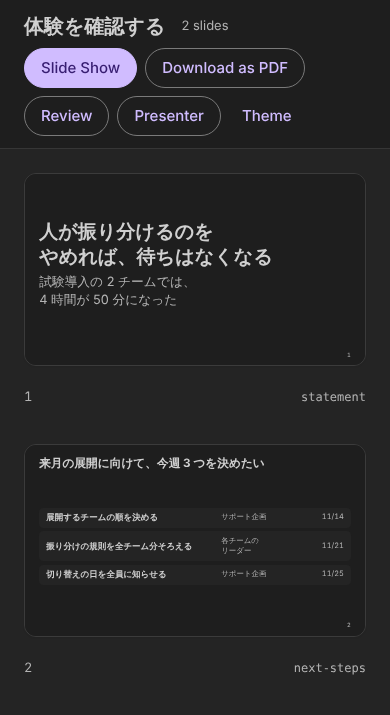 体験を確認する 2 slides
Slide Show Download as PDF
Review Presenter Theme
人が振り分けるのを
やめれば、待ちはなくなる
試験導入の 2 チームでは、
4 時間が 50 分になった
1
1 statement
来月の展開に向けて、今週 3 つを決めたい
展開するチームの順を決める サポート企画 11/14
振り分けの規則を全チーム分そろえる 各チームの
リーダー 11/21
切り替えの日を全員に知らせる サポート企画 11/25
2
2 next-steps